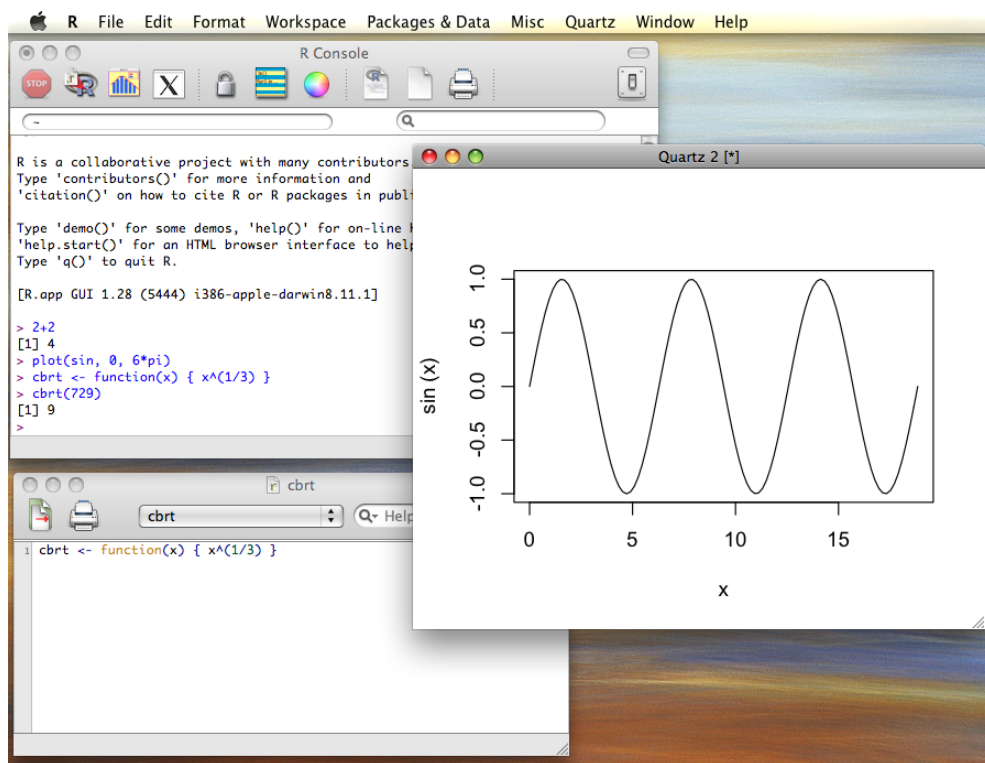 R File Edit Format Workspace Packages & Data Misc Quartz Window Help
R Console
STOP
R
X
R
~
R is a collaborative project with many contributors.
Type 'contributors()' for more information and
'citation()' on how to cite R or R packages in publi
Type 'demo()' for some demos, 'help()' for on-line
'help.start()' for an HTML browser interface to help
Type 'q()' to quit R.
[R.app GUI 1.28 (5444) i386-apple-darwin8.11.1]
> 2+2
[1] 4
> plot(sin, 0, 6*pi)
> cbrt <- function(x) { x^(1/3) }
> cbrt(729)
[1] 9
>
Quartz 2 [*]
sin (x)
1.0
0.5
0.0
-0.5
-1.0
0 5 10 15
x
r cbrt
cbrt
Help
1 cbrt <- function(x) { x^(1/3) }